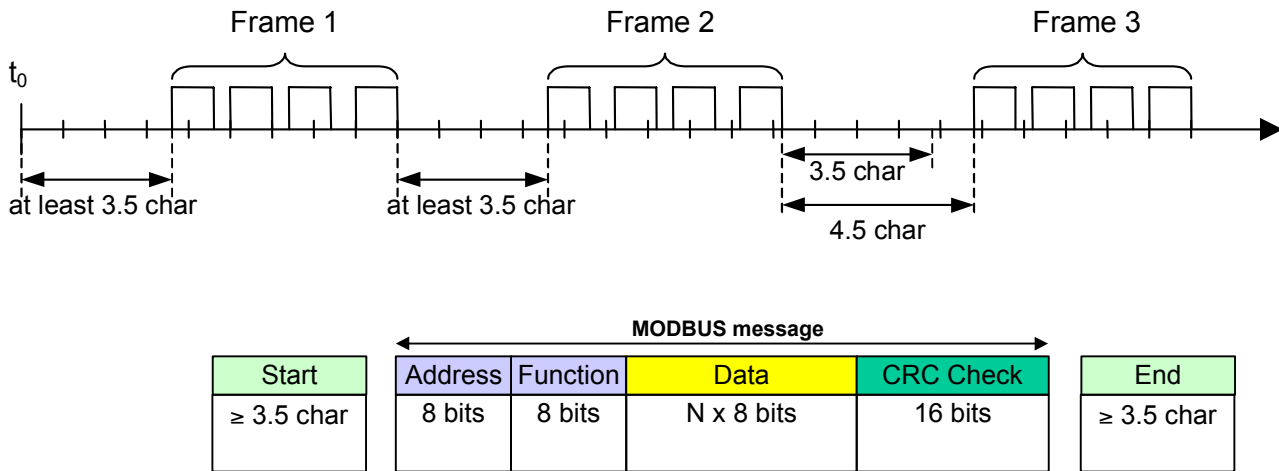 Frame 1 Frame 2 Frame 3
t₀
at least 3.5 char at least 3.5 char 3.5 char
4.5 char
MODBUS message
Start Address Function Data CRC Check End
≥ 3.5 char 8 bits 8 bits N x 8 bits 16 bits ≥ 3.5 char